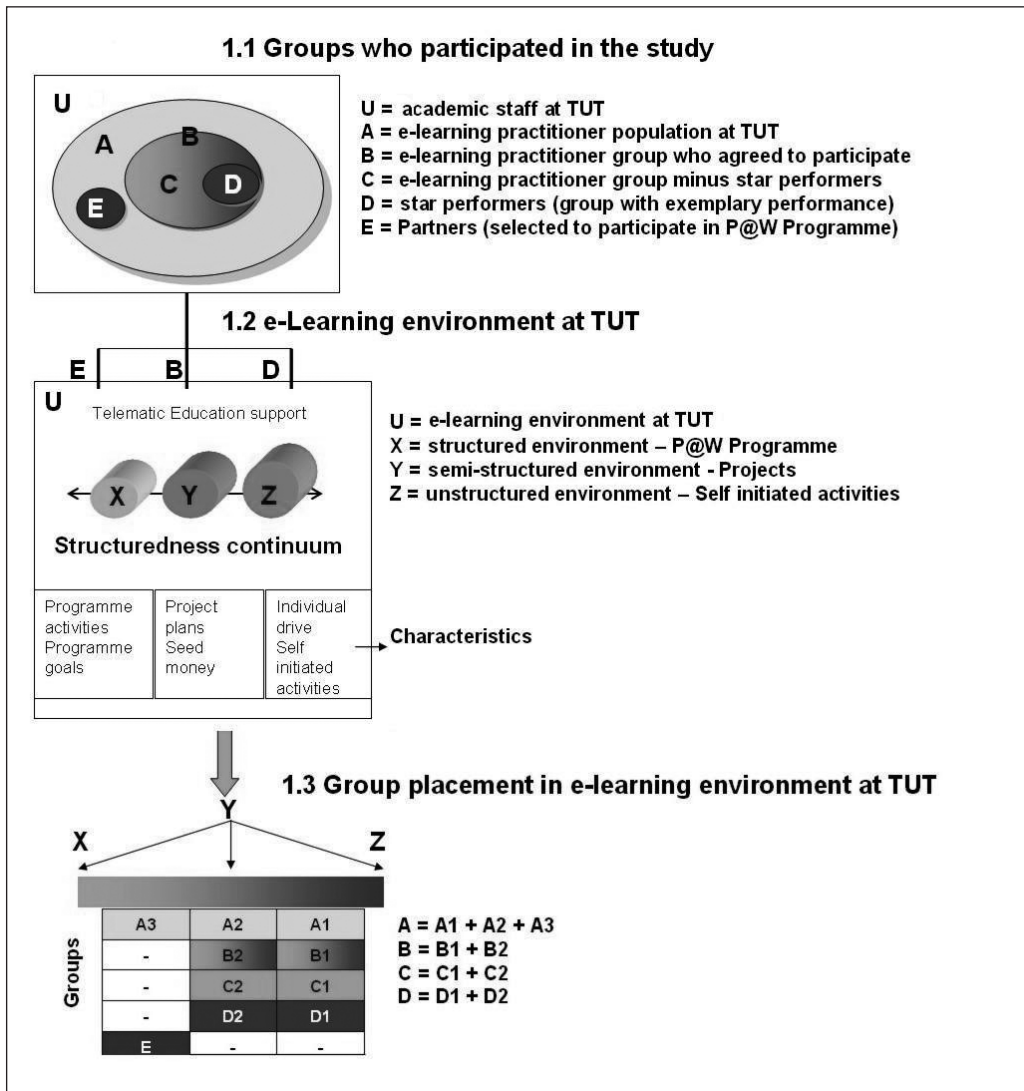 1.1 Groups who participated in the study
U
A
B
C
D
E
U = academic staff at TUT
A = e-learning practitioner population at TUT
B = e-learning practitioner group who agreed to participate
C = e-learning practitioner group minus star performers
D = star performers (group with exemplary performance)
E = Partners (selected to participate in P@W Programme)
1.2 e-Learning environment at TUT
E B D
U
Telematic Education support
X Y Z
Structuredness continuum
Programme
activities
Programme
goals
Project
plans
Seed
money
Individual
drive
Self
initiated
activities
Characteristics
U = e-learning environment at TUT
X = structured environment – P@W Programme
Y = semi-structured environment - Projects
Z = unstructured environment – Self initiated activities
1.3 Group placement in e-learning environment at TUT
Y
X Z
Groups
A3 A2 A1
- B2 B1
- C2 C1
- D2 D1
E - -
A = A1 + A2 + A3
B = B1 + B2
C = C1 + C2
D = D1 + D2